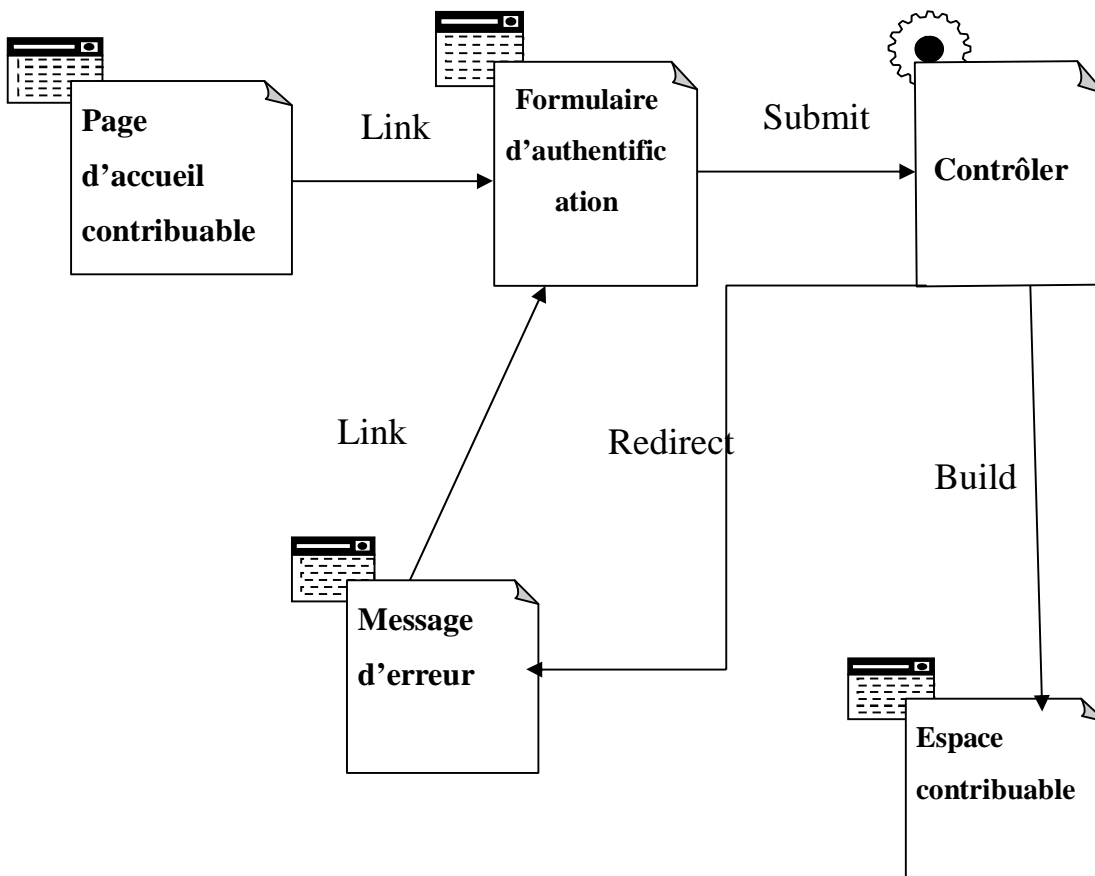 Page
d’accueil
contribuable
Link
Formulaire
d’authentific
ation
Submit
Contrôler
Link
Redirect
Build
Message
d’erreur
Espace
contribuable